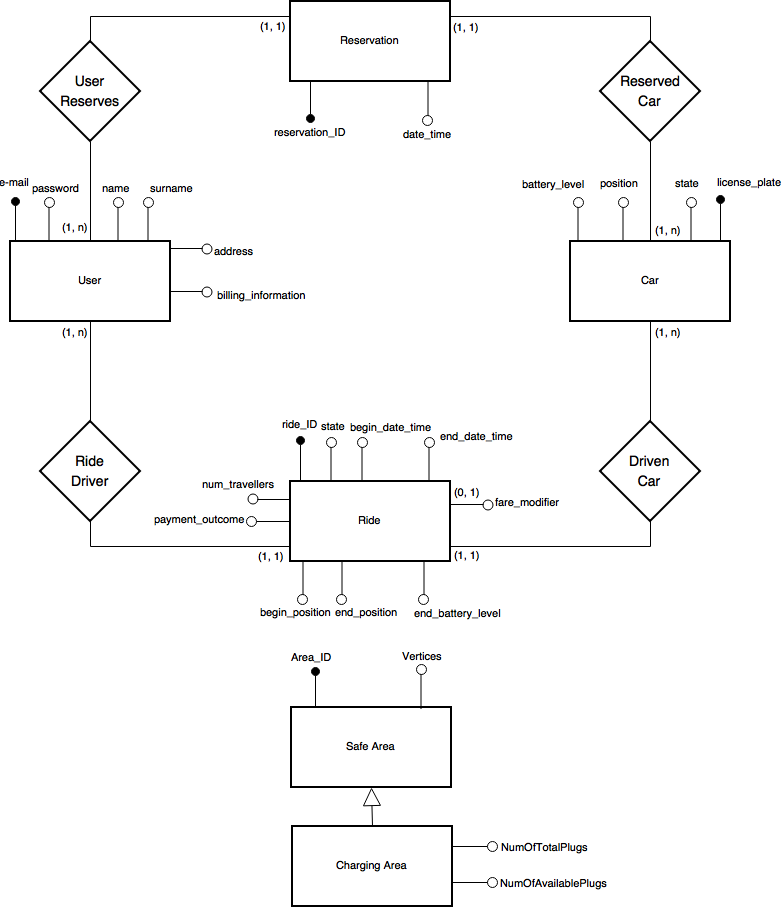 (1, 1)
Reservation
(1, 1)
User
Reserves
Reserved
Car
reservation_ID
date_time
e-mail
password
name
surname
battery_level
position
state
license_plate
(1, n)
(1, n)
address
User
Car
billing_information
(1, n)
(1, n)
ride_ID
state
begin_date_time
end_date_time
Ride
Driver
Driven
Car
num_travellers
(0, 1)
fare_modifier
payment_outcome
Ride
(1, 1)
(1, 1)
begin_position
end_position
end_battery_level
Area_ID
Vertices
Safe Area
Charging Area
NumOfTotalPlugs
NumOfAvailablePlugs